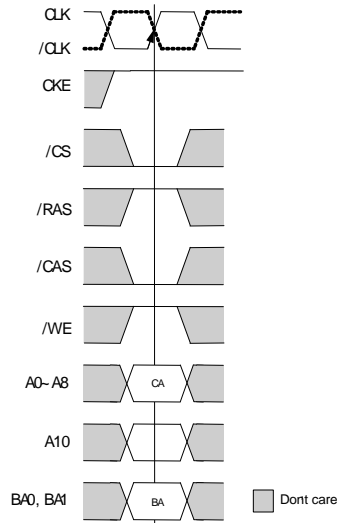 CLK
/CLK
CKE
/CS
/RAS
/CAS
/WE
A0~A8
CA
A10
BA0, BA1
BA
Dont care